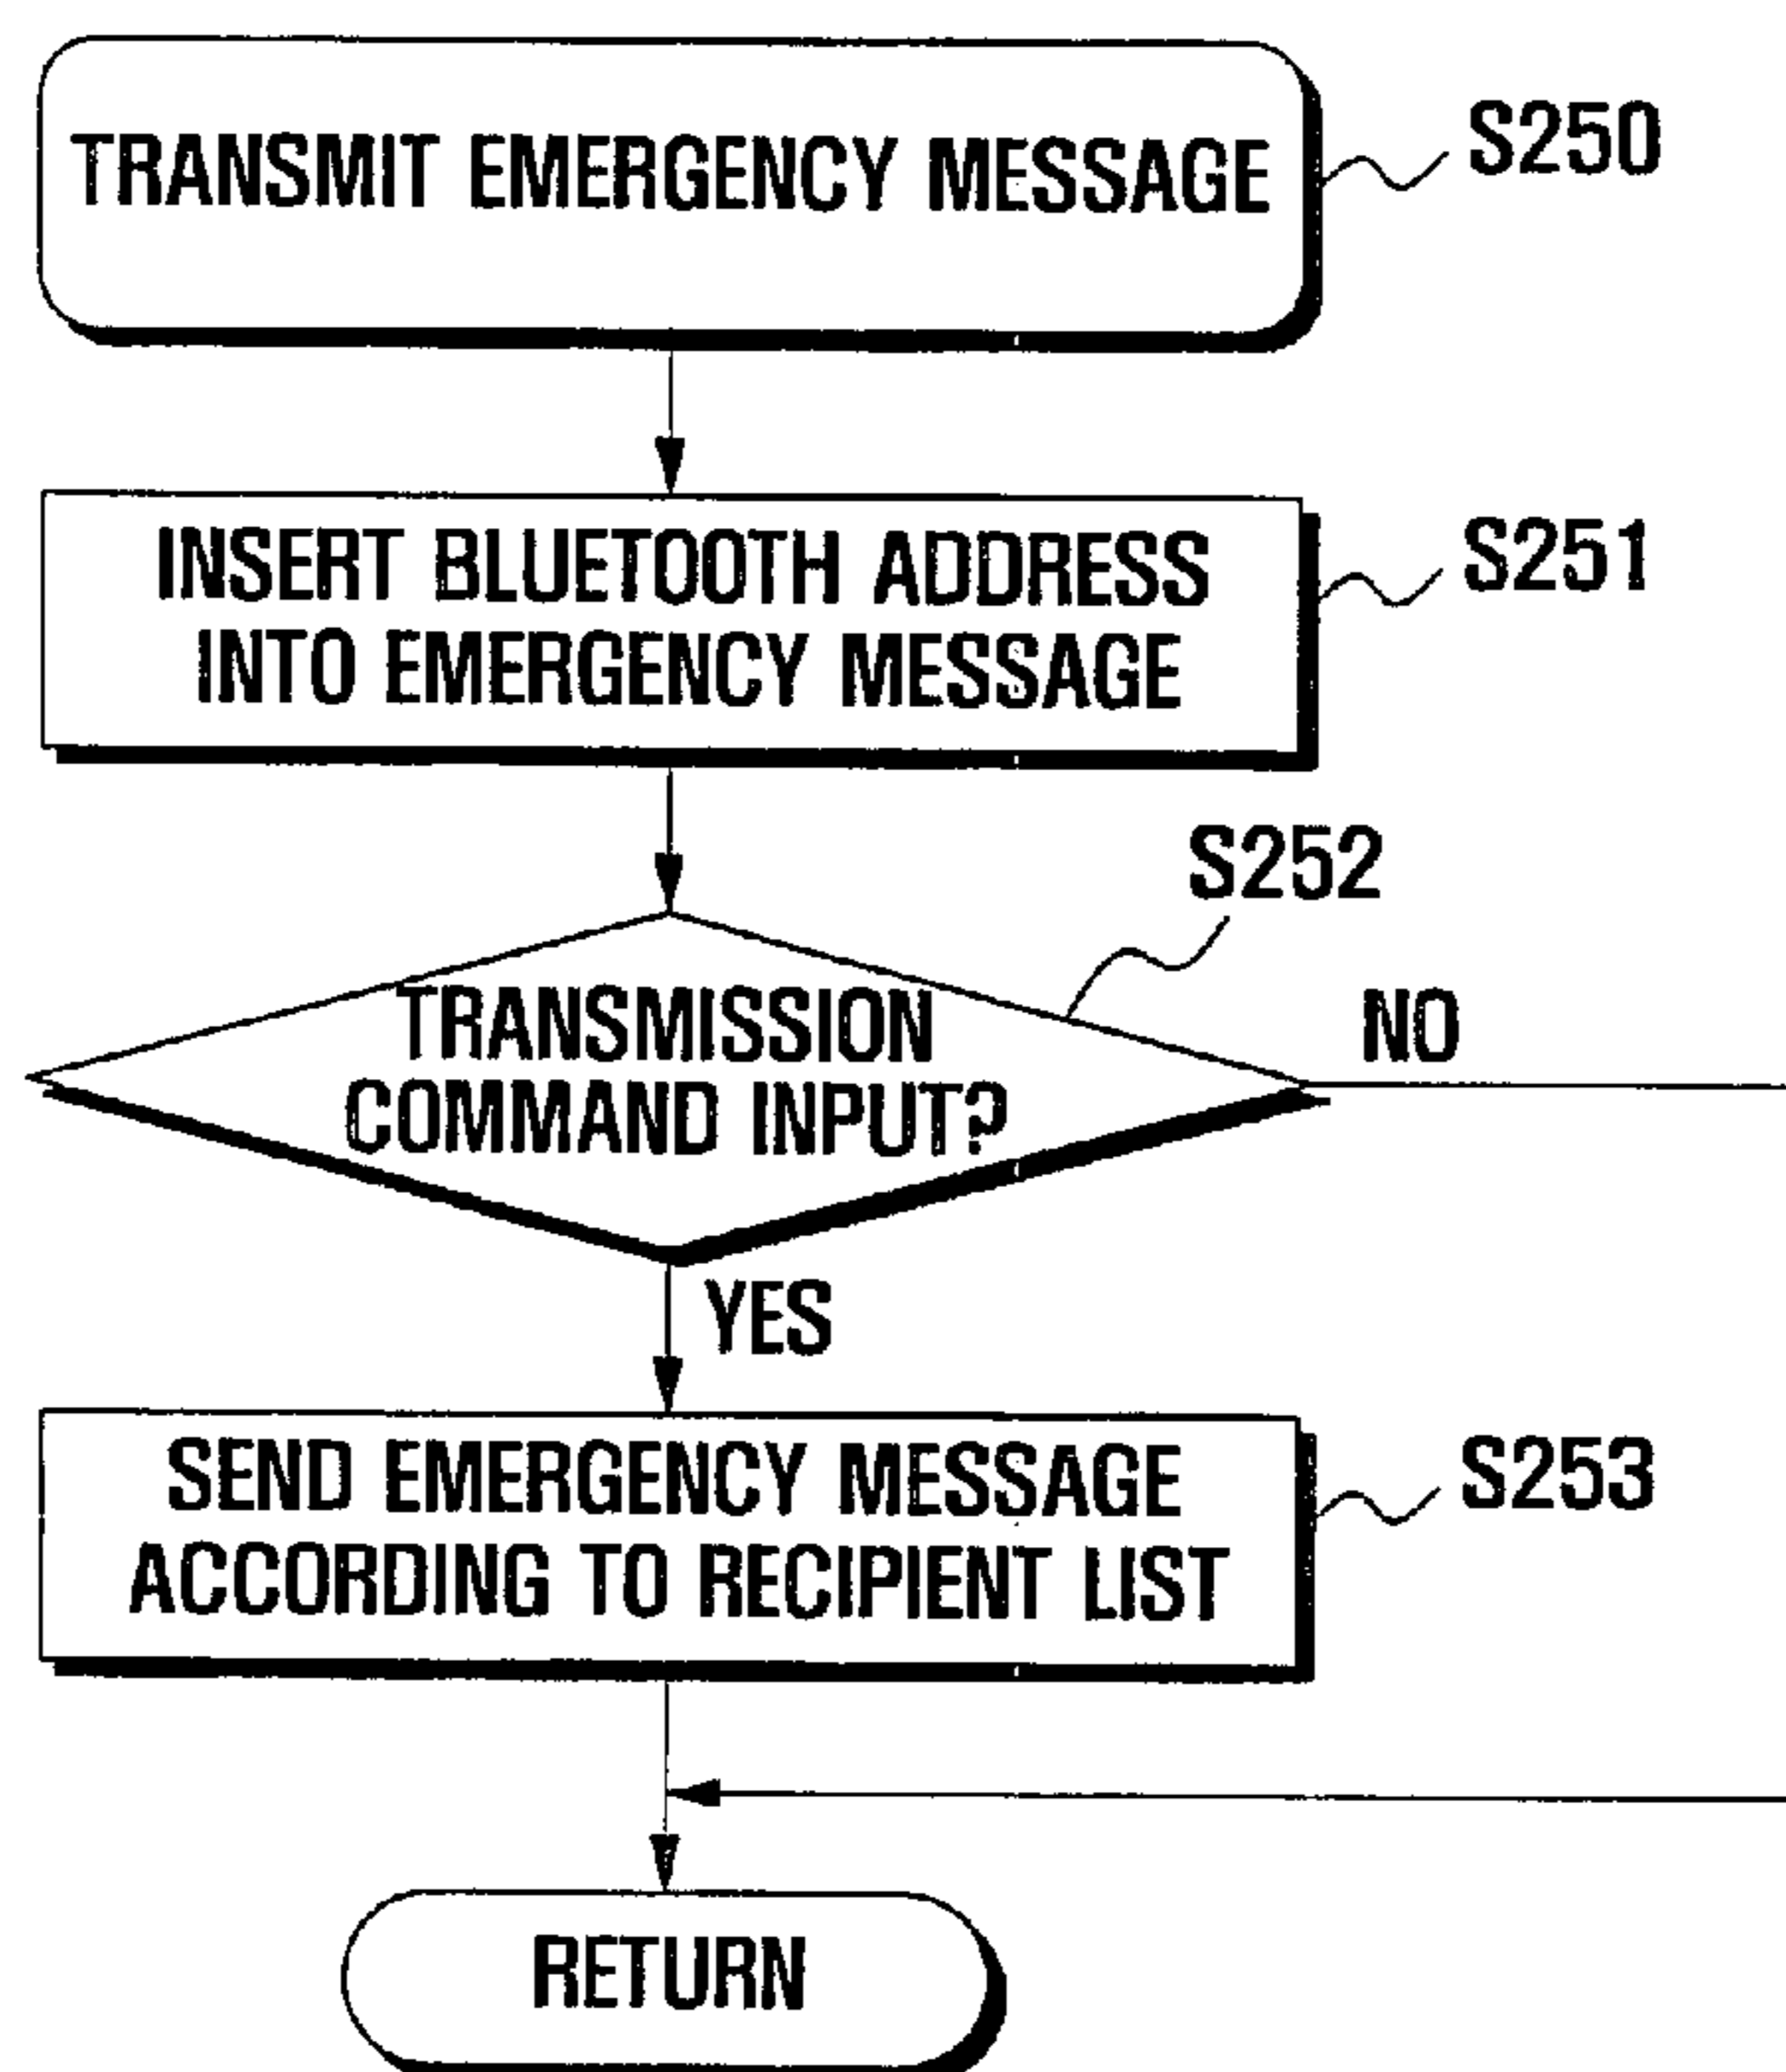 TRANSMIT EMERGENCY MESSAGE
S250
INSERT BLUETOOTH ADDRESS
INTO EMERGENCY MESSAGE
S251
S252
TRANSMISSION
COMMAND INPUT?
NO
YES
SEND EMERGENCY MESSAGE
ACCORDING TO RECIPIENT LIST
S253
RETURN